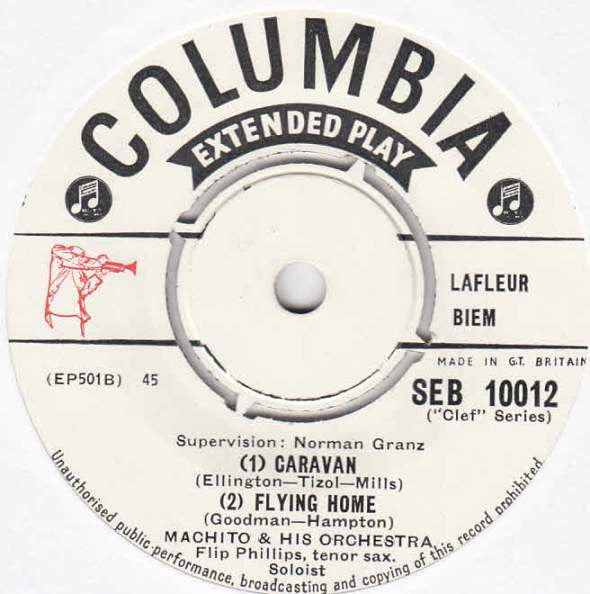 COLUMBIA
EXTENDED PLAY
LAFLEUR
BIEM
MADE IN GT. BRITAIN
(EP501B) 45
SEB 10012
("Clef" Series)
Supervision: Norman Granz
(1) CARAVAN
(Ellington—Tizol—Mills)
(2) FLYING HOME
(Goodman—Hampton)
MACHITO & HIS ORCHESTRA,
Flip Phillips, tenor sax.
Soloist
Unauthorised public performance, broadcasting and copying of this record prohibited